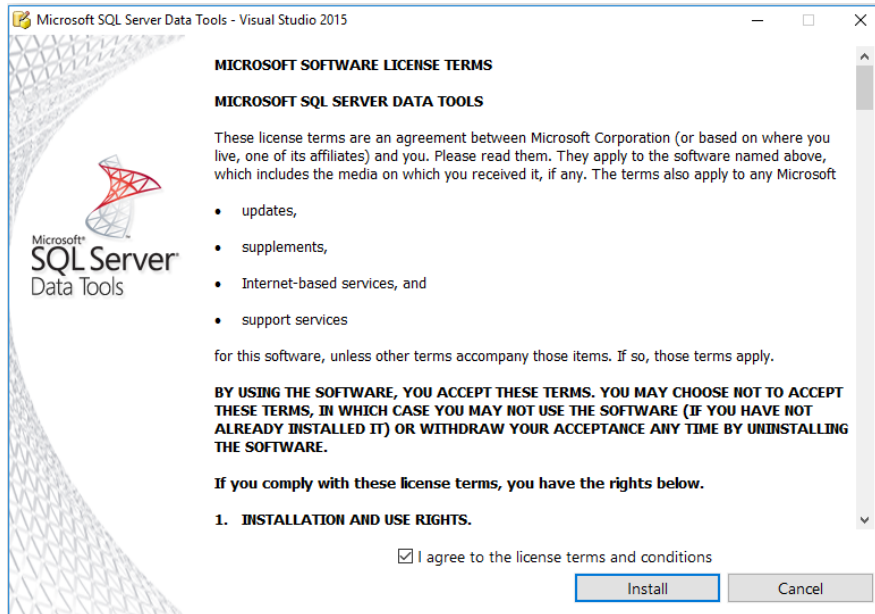 Microsoft SQL Server Data Tools - Visual Studio 2015
MICROSOFT SOFTWARE LICENSE TERMS
MICROSOFT SQL SERVER DATA TOOLS
These license terms are an agreement between Microsoft Corporation (or based on where you
live, one of its affiliates) and you. Please read them. They apply to the software named above,
which includes the media on which you received it, if any. The terms also apply to any Microsoft
• updates,
• supplements,
• Internet-based services, and
• support services
for this software, unless other terms accompany those items. If so, those terms apply.
BY USING THE SOFTWARE, YOU ACCEPT THESE TERMS. YOU MAY CHOOSE NOT TO ACCEPT
THESE TERMS, IN WHICH CASE YOU MAY NOT USE THE SOFTWARE (IF YOU HAVE NOT
ALREADY INSTALLED IT) OR WITHDRAW YOUR ACCEPTANCE ANY TIME BY UNINSTALLING
THE SOFTWARE.
If you comply with these license terms, you have the rights below.
1. INSTALLATION AND USE RIGHTS.
Microsoft®
SQL Server®
Data Tools
I agree to the license terms and conditions
Install
Cancel